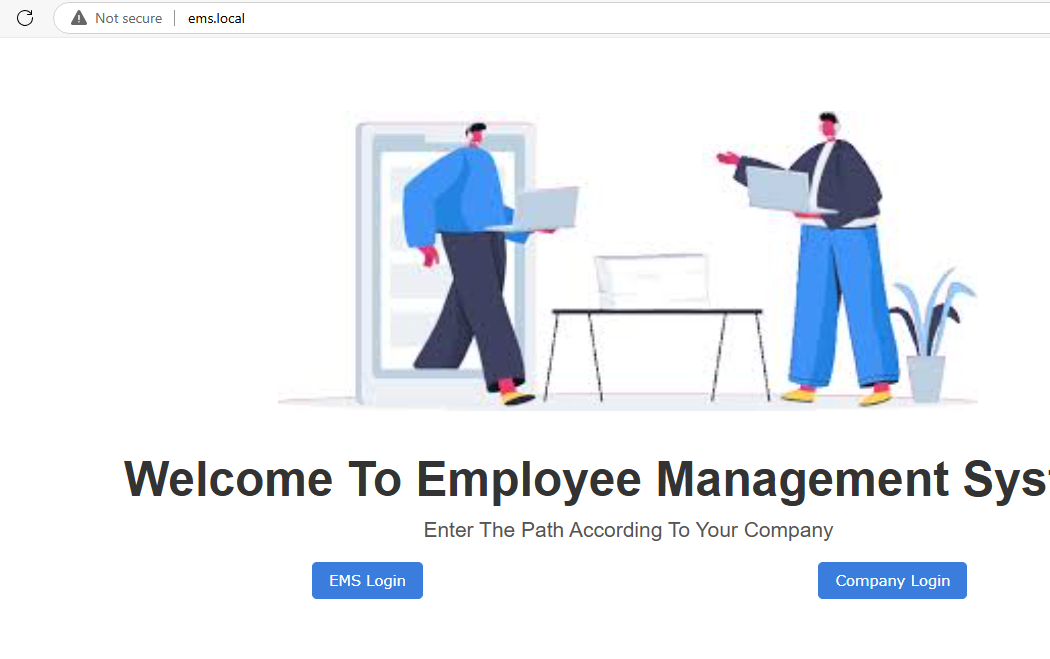 Not secure | ems.local
Welcome To Employee Management Syst
Enter The Path According To Your Company
EMS Login
Company Login